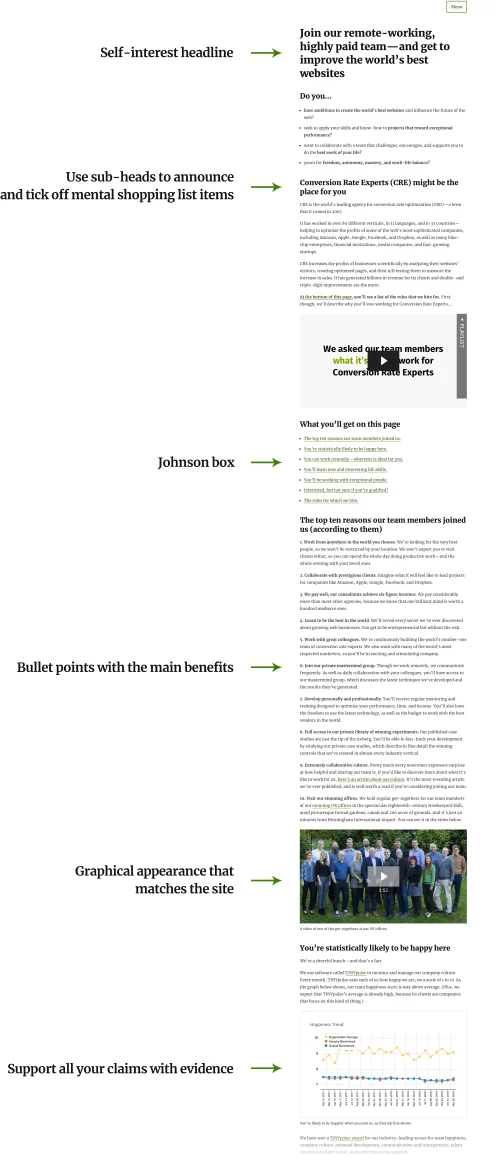 Menu
Self-interest headline
Join our remote-working,
highly paid team—and get to
improve the world's best
websites
Do you...
have ambitions to create the world's best websites and influence the future of the
web?
seek to apply your skills and know-how to projects that reward exceptional
performance?
want to collaborate with a team that challenges, encourages, and supports you to
do the best work of your life?
yearn for freedom, autonomy, mastery, and work-life balance?
Use sub-heads to announce
and tick off mental shopping list items
Conversion Rate Experts (CRE) might be the
place for you
CRE is the world's leading agency for conversion rate optimization (CRO)—a term
that it coined in 2007.
It has worked in over 80 different verticals, in 11 languages, and in 37 countries—
helping to optimize the profits of some of the web's most-sophisticated companies,
including Amazon, Apple, Google, Facebook, and Dropbox, as well as many blue-
chip enterprises, financial institutions, media companies, and fast-growing
startups.
CRE increases the profits of businesses scientifically by analyzing their websites'
visitors, creating optimized pages, and then A/B testing them to measure the
increase in sales. It has generated billions in revenue for its clients and double- and
triple-digit improvements are the norm.
At the bottom of this page, you'll see a list of the roles that we hire for. First
though, we'll describe why you'll love working for Conversion Rate Experts...
PLAYLIST
We asked our team members
what it's work for
Conversion Rate Experts
What you'll get on this page
Johnson box
The top ten reasons our team members joined us.
You're statistically likely to be happy here.
You can work remotely—wherever is ideal for you.
You'll learn new and interesting life skills.
You'll be working with exceptional people.
Interested, but not sure if you're qualified?
The roles for which we hire.
The top ten reasons our team members joined
us (according to them)
1. Work from anywhere in the world you choose. We're looking for the very best
people, so we won't be restricted by your location. We won't expect you to visit
clients either, so you can spend the whole day doing productive work—and the
whole evening with your loved ones.
2. Collaborate with prestigious clients. Imagine what it will feel like to lead projects
for companies like Amazon, Apple, Google, Facebook, and Dropbox.
3. We pay well; our consultants achieve six figure incomes. We pay considerably
more than most other agencies, because we know that one brilliant mind is worth a
hundred mediocre ones.
4. Learn to be the best in the world. We'll reveal every secret we've ever discovered
about growing web businesses. You get to be entrepreneurial but without the risk.
5. Work with great colleagues. We're continuously building the world's number-one
team of conversion rate experts. We also work with many of the world's most
respected marketers, so you'll be in exciting and stimulating company.
Bullet points with the main benefits
6. Join our private mastermind group. Though we work remotely, we communicate
frequently. As well as daily collaboration with your colleagues, you'll have access to
our mastermind group, which discusses the latest techniques we've developed and
the results they've generated.
7. Develop personally and professionally. You'll receive regular mentoring and
training designed to optimize your performance, time, and income. You'll also have
the freedom to use the latest technology, as well as the budget to work with the best
vendors in the world.
8. Full access to our private library of winning experiments. Our published case
studies are just the tip of the iceberg. You'll be able to fast-track your development
by studying our private case studies, which describe in fine detail the winning
controls that we've created in almost every industry vertical.
9. Extremely collaborative culture. Pretty much every newcomer expresses surprise
at how helpful and sharing our team is. If you'd like to discover more about what it's
like to work for us, here's an article about our culture. It's the most revealing article
we've ever published, and is well worth a read if you're considering joining our team.
10. Visit our stunning offices. We hold regular get-togethers for our team members
at our stunning UK offices in the spectacular eighteenth-century Hawkesyard Hall,
amid picturesque formal gardens, canals and 100 acres of grounds. And it's just 40
minutes from Birmingham International Airport. You can see it in the video below.
Graphical appearance that
matches the site
2:52
A video of one of the get-togethers at our UK offices.
You're statistically likely to be happy here
We're a cheerful bunch—and that's a fact.
We use software called TINYpulse to monitor and manage our company culture.
Every month, TINYpulse asks each of us how happy we are, on a scale of 1 to 10. As
the graph below shows, our team happiness score is way above average. (Plus, we
expect that TINYpulse's average is already high, because its clients are companies
that focus on this kind of thing.)
Happiness Trend
Organization Average
Industry Benchmark
Overall Benchmark
10
9
8
7
Support all your claims with evidence
You're likely to be happier when you join us, as that top line shows.
We have won a TINYpulse award for our industry-leading scores for team happiness,
company culture, personal development, communication and transparency, talent